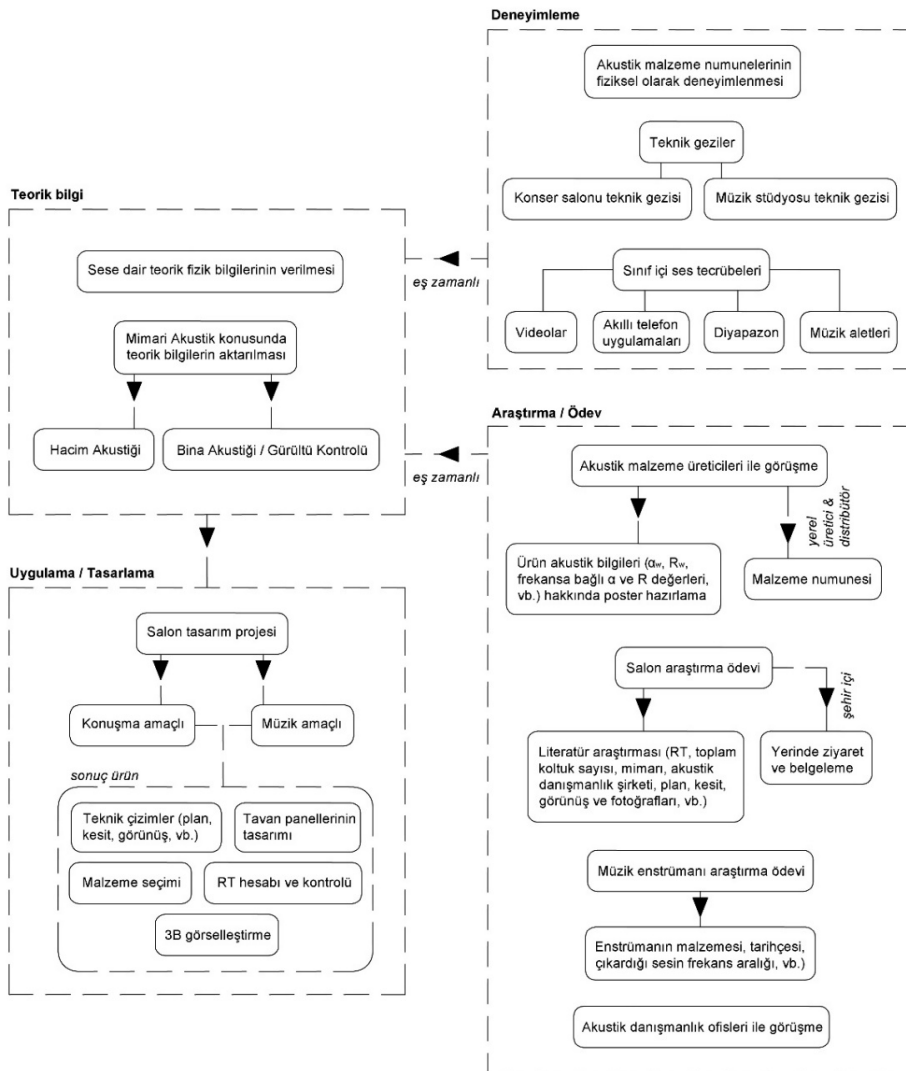 Deneyimleme
Akustik malzeme numunelerinin
fiziksel olarak deneyimlenmesi
Teknik geziler
Konser salonu teknik gezisi
Müzik stüdyosu teknik gezisi
Sınıf içi ses tecrübeleri
Videolar
Akıllı telefon
uygulamaları
Diyapazon
Müzik aletleri
eş zamanlı
Teorik bilgi
Sese dair teorik fizik bilgilerinin verilmesi
Mimari Akustik konusunda
teorik bilgilerin aktarılması
Hacim Akustiği
Bina Akustiği / Gürültü Kontrolü
eş zamanlı
Araştırma / Ödev
Akustik malzeme üreticileri ile görüşme
yerel
üretici &
distribütör
Ürün akustik bilgileri (αw, Rw,
frekansa bağlı α ve R değerleri,
vb.) hakkında poster hazırlama
Malzeme numunesi
Salon araştırma ödevi
şehir içi
Literatür araştırması (RT, toplam
koltuk sayısı, mimarı, akustik
danışmanlık şirketi, plan, kesit,
görünüş ve fotoğrafları, vb.)
Yerinde ziyaret
ve belgeleme
Müzik enstrümanı araştırma ödevi
Enstrümanın malzemesi, tarihçesi,
çıkardığı sesin frekans aralığı, vb.)
Akustik danışmanlık ofisleri ile görüşme
Uygulama / Tasarlama
Salon tasarım projesi
Konuşma amaçlı
Müzik amaçlı
sonuç ürün
Teknik çizimler (plan,
kesit, görünüş, vb.)
Tavan panellerinin
tasarımı
Malzeme seçimi
RT hesabı ve kontrolü
3B görselleştirme